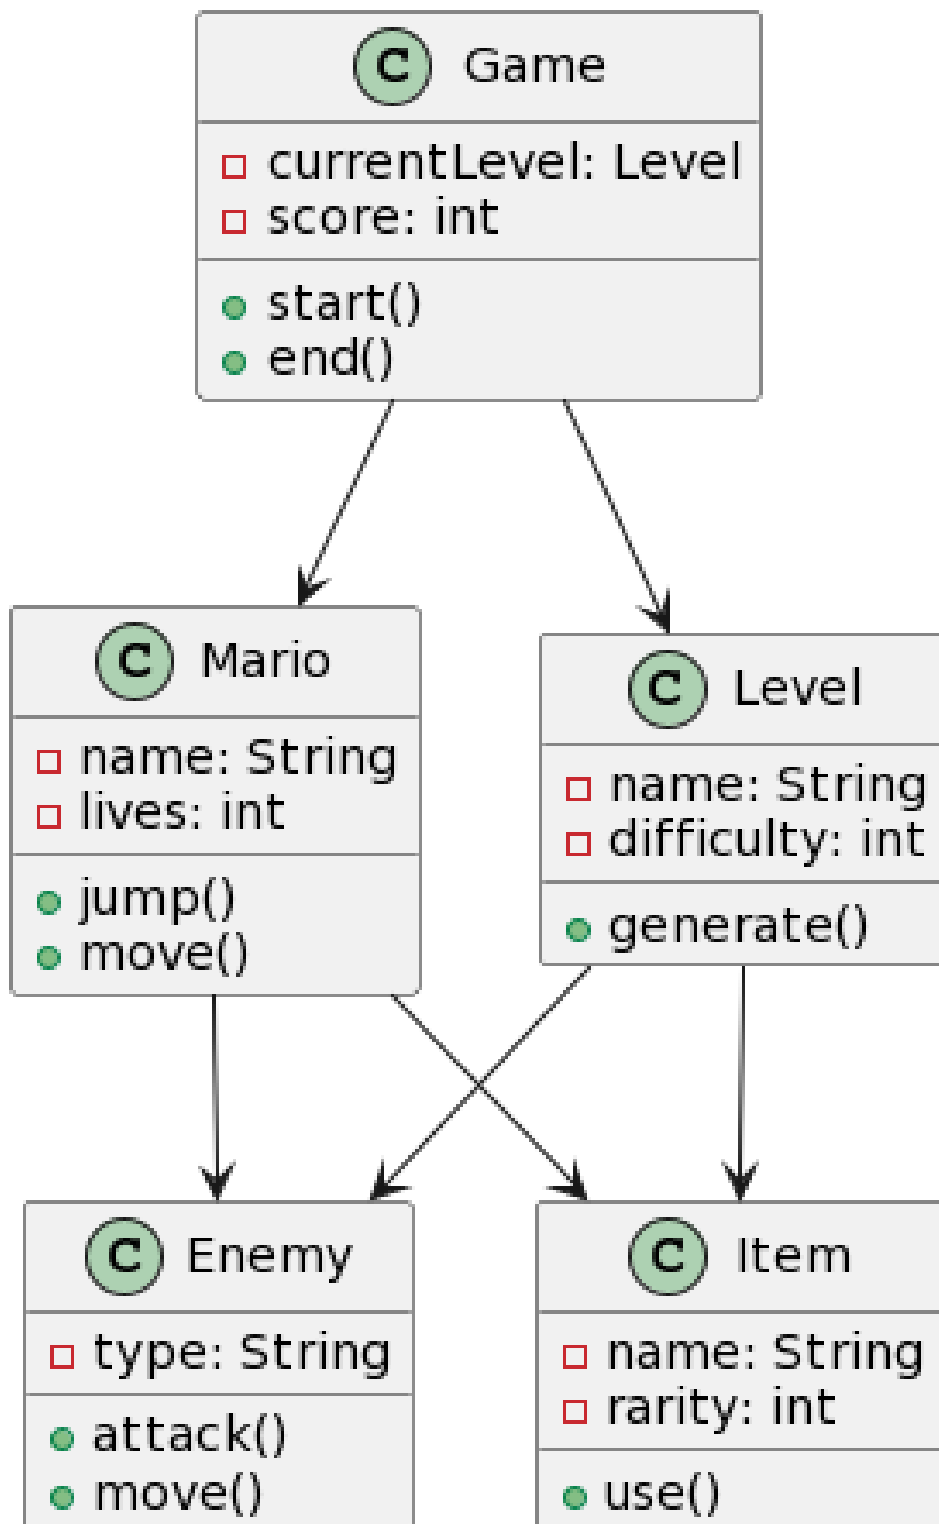 C Game
currentLevel: Level
score: int
start()
end()
C Mario
name: String
lives: int
jump()
move()
C Level
name: String
difficulty: int
generate()
C Enemy
type: String
attack()
move()
C Item
name: String
rarity: int
use()